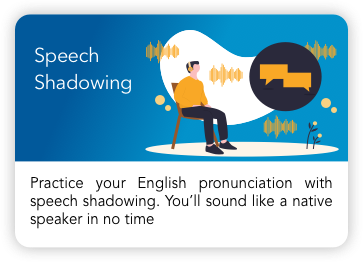 Speech
Shadowing
Practice your English pronunciation with
speech shadowing. You'll sound like a native
speaker in no time